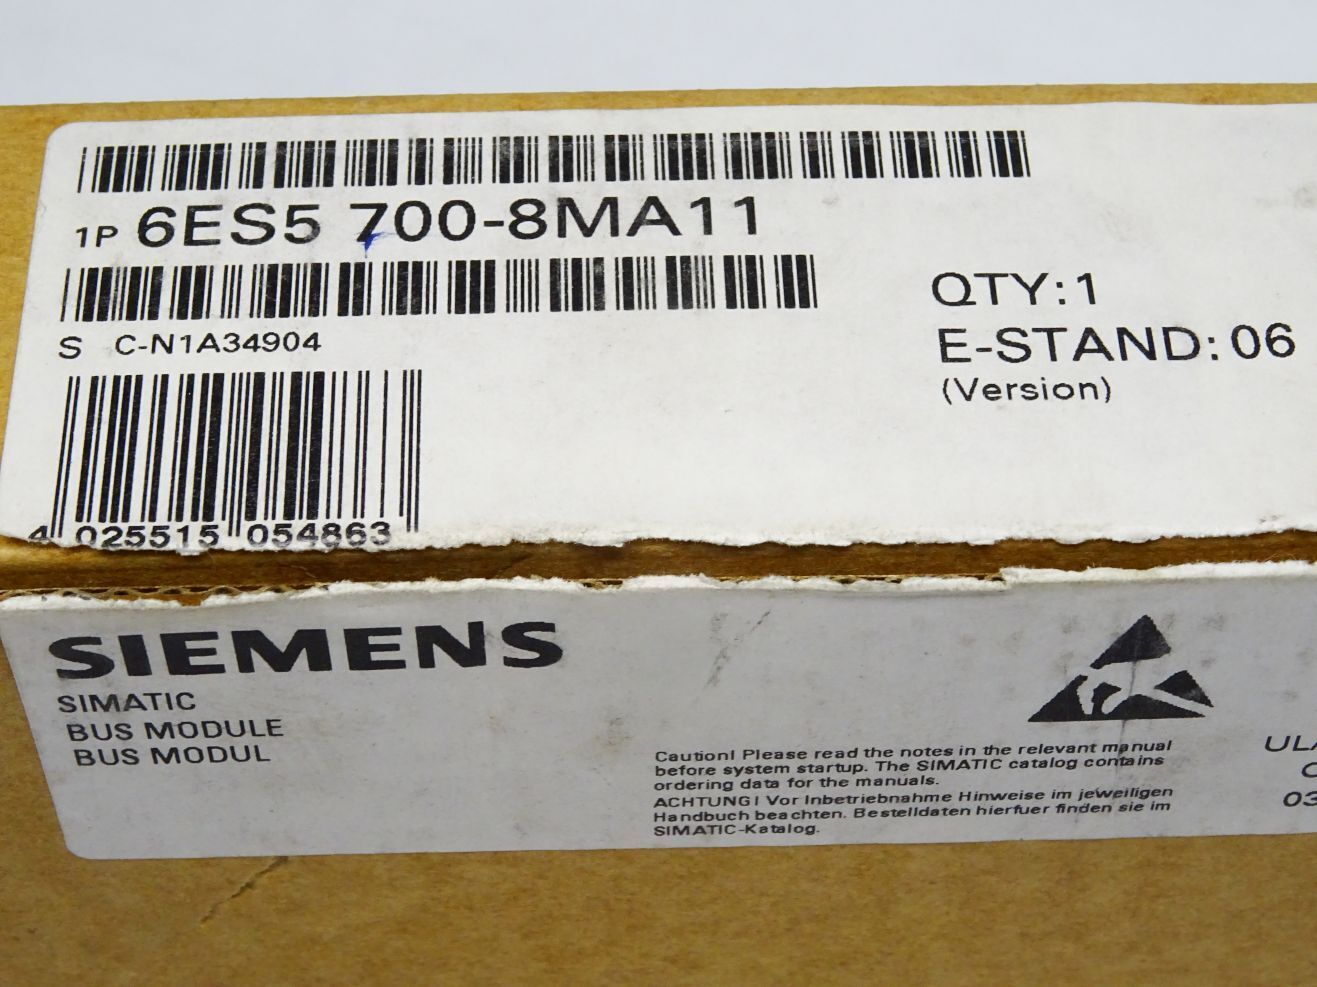 1P 6ES5 700-8MA11
S C-N1A34904
QTY:1
E-STAND:06
(Version)
4 025515 054863
SIEMENS
SIMATIC
BUS MODULE
BUS MODUL
Caution! Please read the notes in the relevant manual
before system startup. The SIMATIC catalog contains
ordering data for the manuals.
ACHTUNG! Vor Inbetriebnahme Hinweise im jeweiligen
Handbuch beachten. Bestelldaten hierfuer finden sie im
SIMATIC-Katalog.